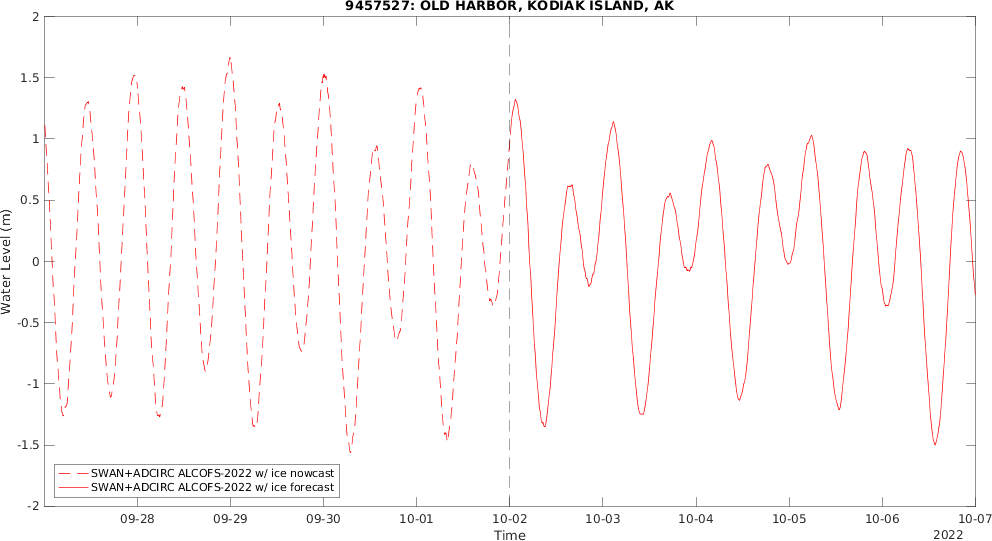 9457527: OLD HARBOR, KODIAK ISLAND, AK
2
1.5
1
0.5
0
-0.5
-1
-1.5
-2
Water Level (m)
SWAN+ADCIRC ALCOFS-2022 w/ ice nowcast
SWAN+ADCIRC ALCOFS-2022 w/ ice forecast
09-28 09-29 09-30 10-01 10-02 10-03 10-04 10-05 10-06 10-07
Time
2022